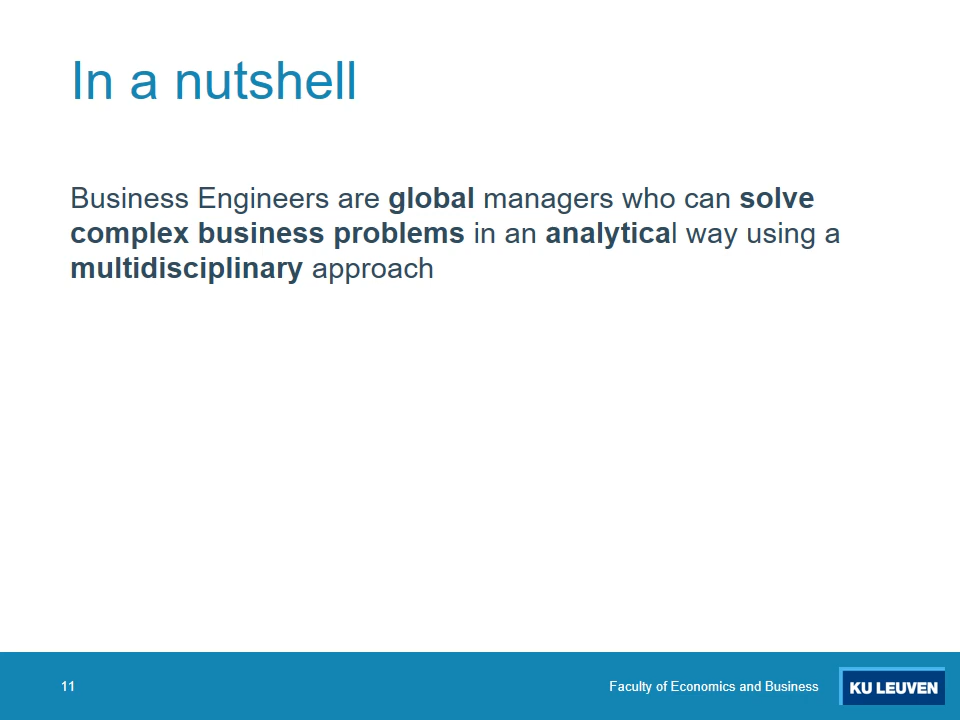 In a nutshell
Business Engineers are global managers who can solve
complex business problems in an analytical way using a
multidisciplinary approach
11
Faculty of Economics and Business
KU LEUVEN